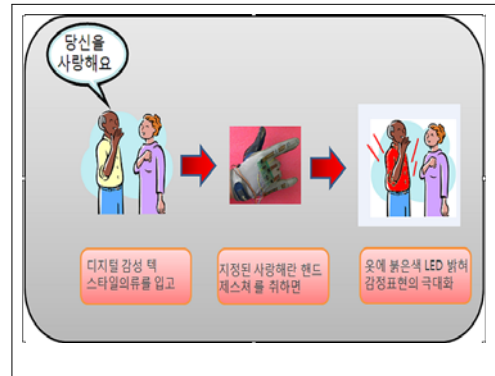 당신을
사랑해요
디지털 감성 텍
스타일의류를 입고
지정된 사랑해란 핸드
제스쳐를 취하면
옷에 붉은색 LED 밝혀
감정표현의 극대화